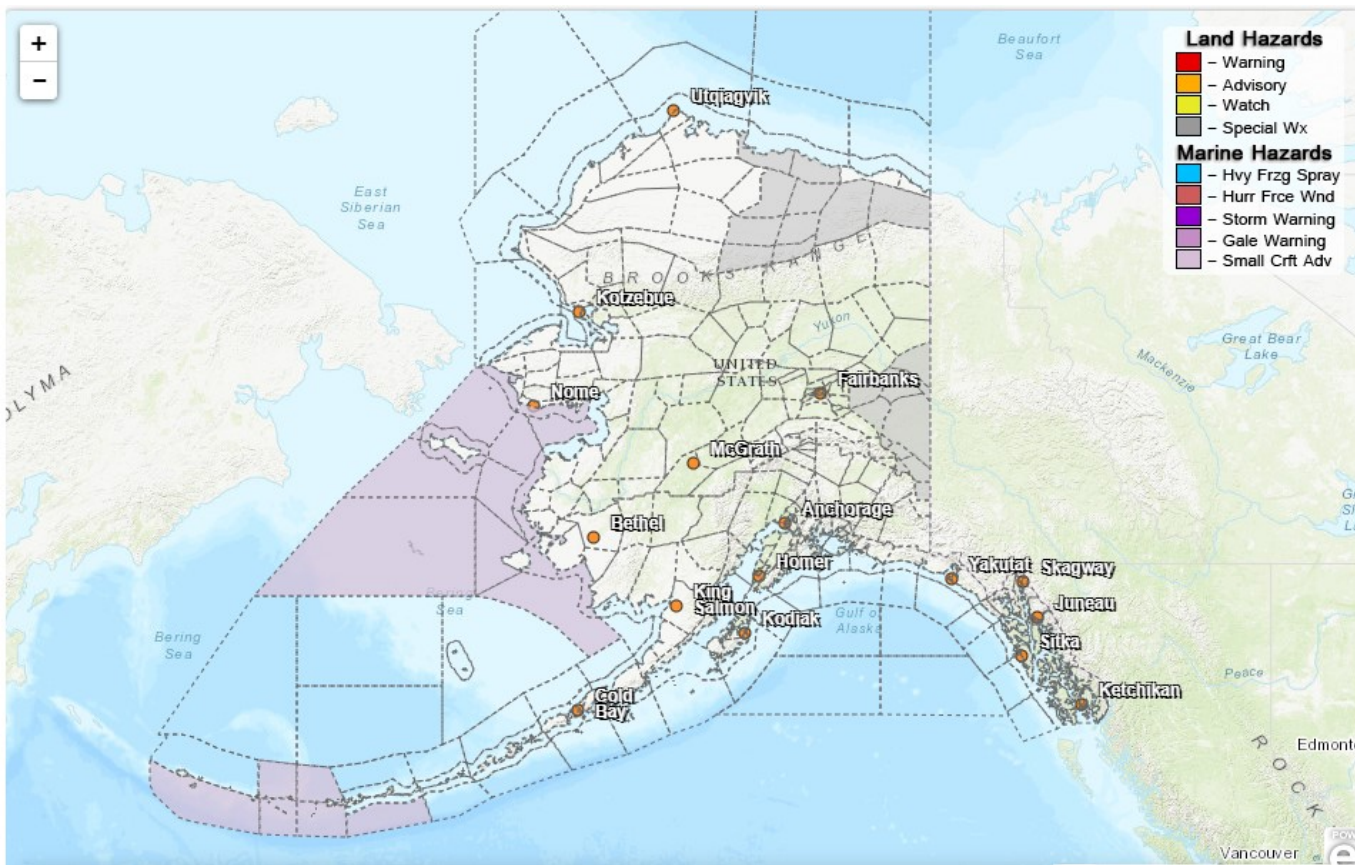 +
−
Beaufort
Sea
Land Hazards
– Warning
– Advisory
– Watch
– Special Wx
Marine Hazards
– Hvy Frzg Spray
– Hurr Frce Wnd
– Storm Warning
– Gale Warning
– Small Crft Adv
Utqiagvik
East
Siberian
Sea
BROOKS RANGE
Kotzebue
Yukon
UNITED
STATES
Great Bear
Lake
Mackenzie
OLYMA
Nome
Fairbanks
McGrath
Anchorage
Bethel
Homer
Yakutat
Skagway
King
Salmon
Juneau
Kodiak
Gulf o
Alaska
Bering
Sea
Bering
Sea
Sitka
Peace
Ketchikan
Cold
Bay
Edmont
ROCK
POW
e
Vancouver